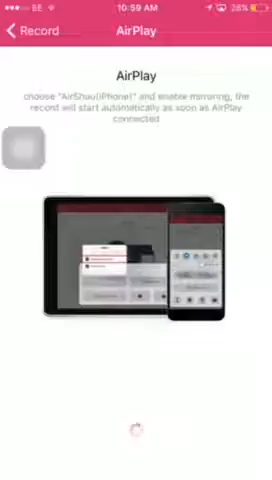 EE 10:59 AM 28%
Record AirPlay
AirPlay
choose "AirShou(iPhone)" and enable mirroring, the
record will start automatically as soon as AirPlay
connected